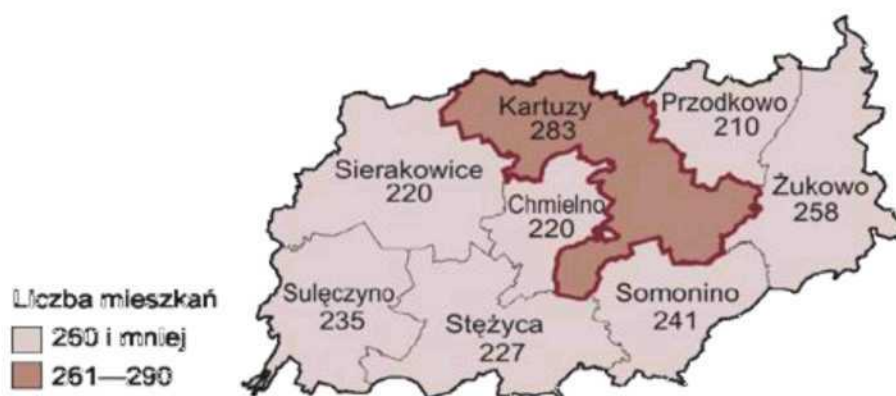 Kartuzy
283
Przodkowo
210
Sierakowice
220
Chmielno
220
Żukowo
258
Sulęczyno
235
Stężyca
227
Somonino
241
Liczba mieszkań
260 i mniej
261—290